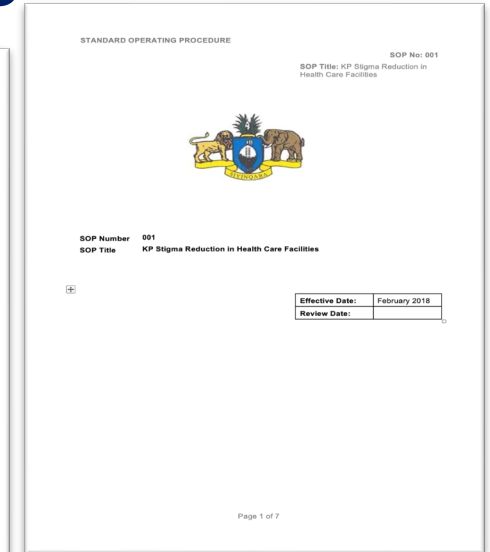 STANDARD OPERATING PROCEDURE
SOP No: 001
SOP Title: KP Stigma Reduction in
Health Care Facilities
SIYINQABA
SOP Number 001
SOP Title KP Stigma Reduction in Health Care Facilities
Effective Date: February 2018
Review Date:
Page 1 of 7